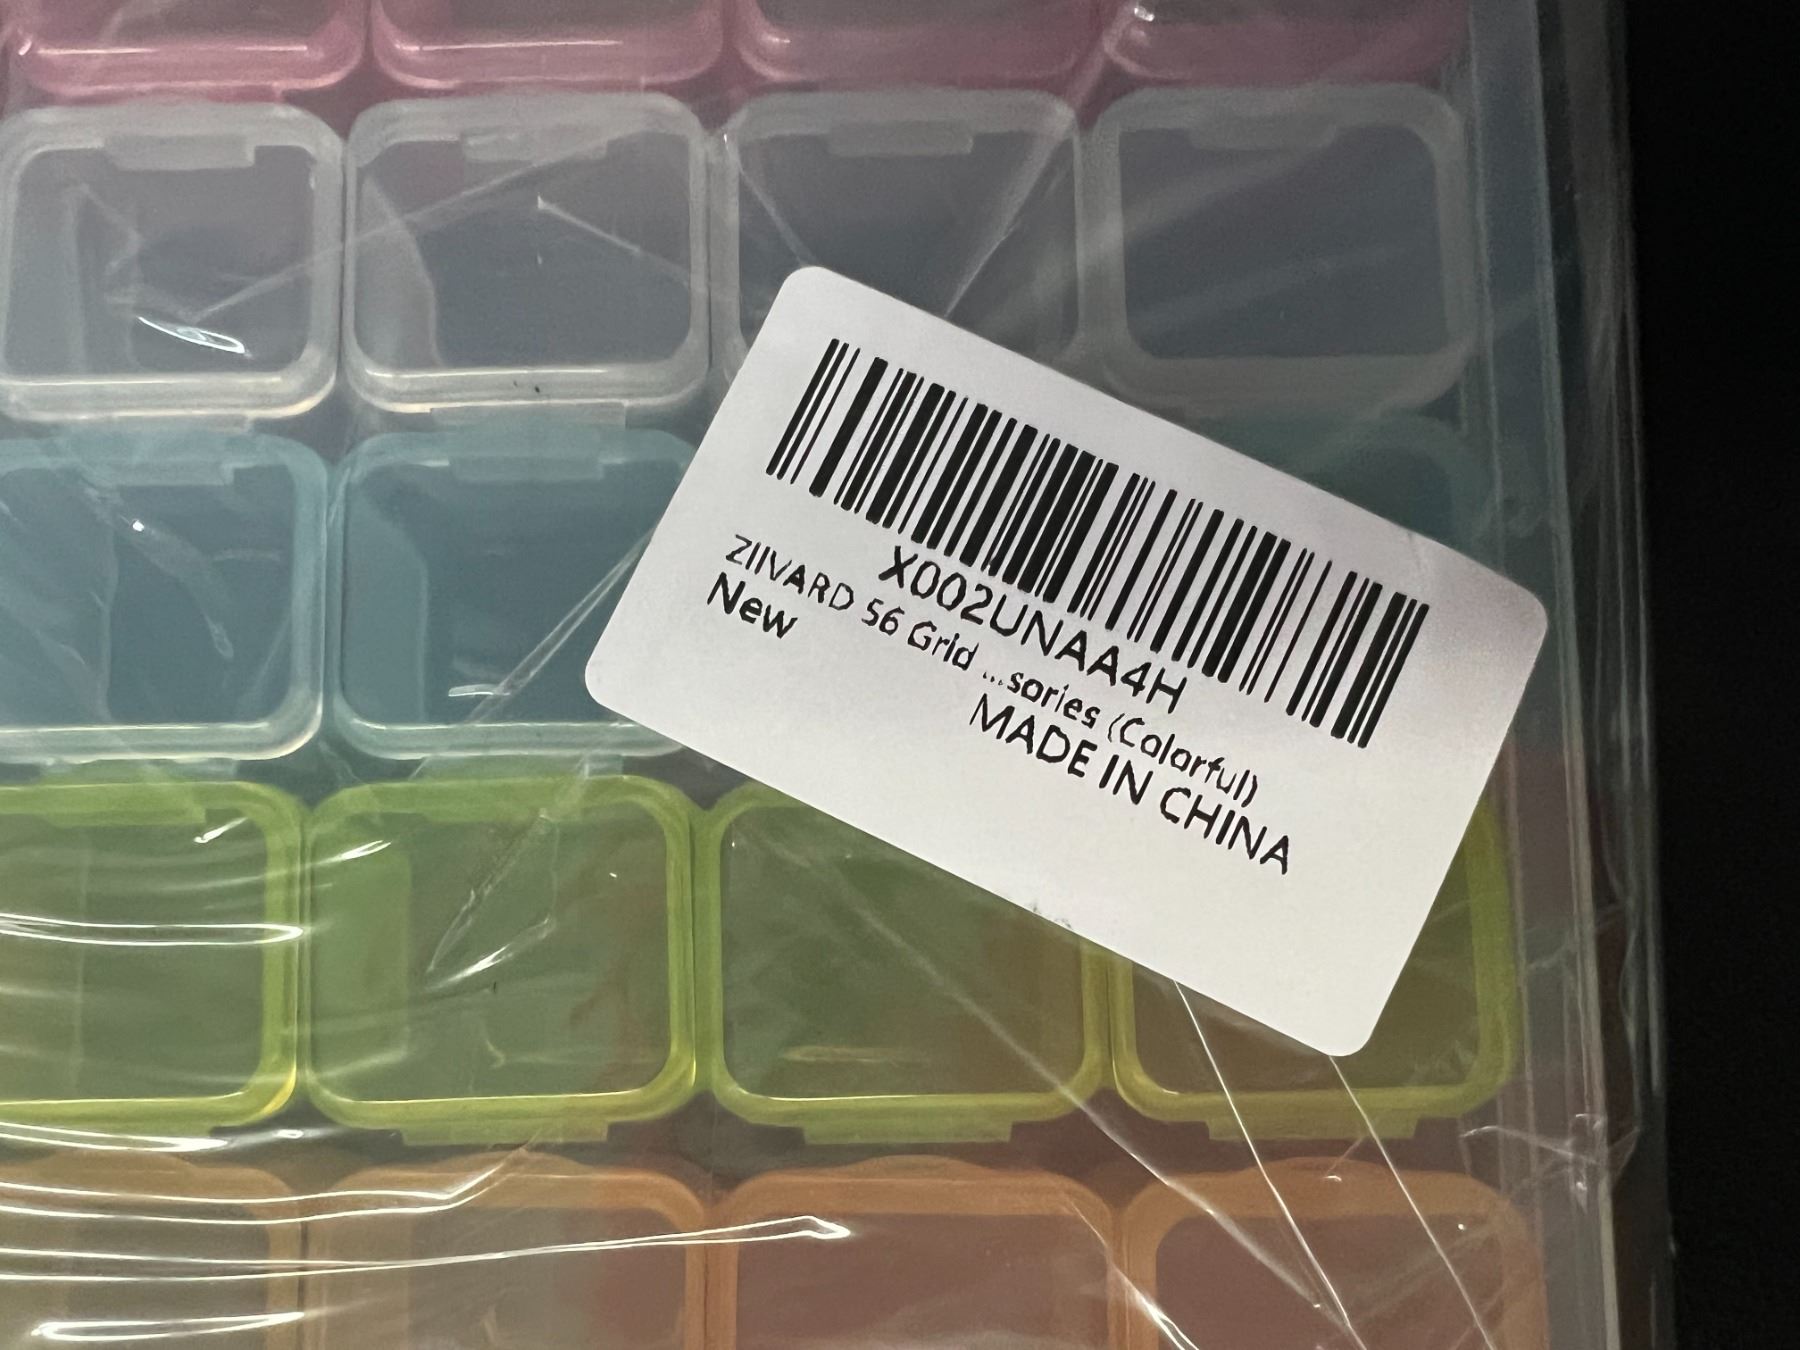 X002UNAA4H
ZIIVARD 56 Grid ...sories (Colorful)
New
MADE IN CHINA